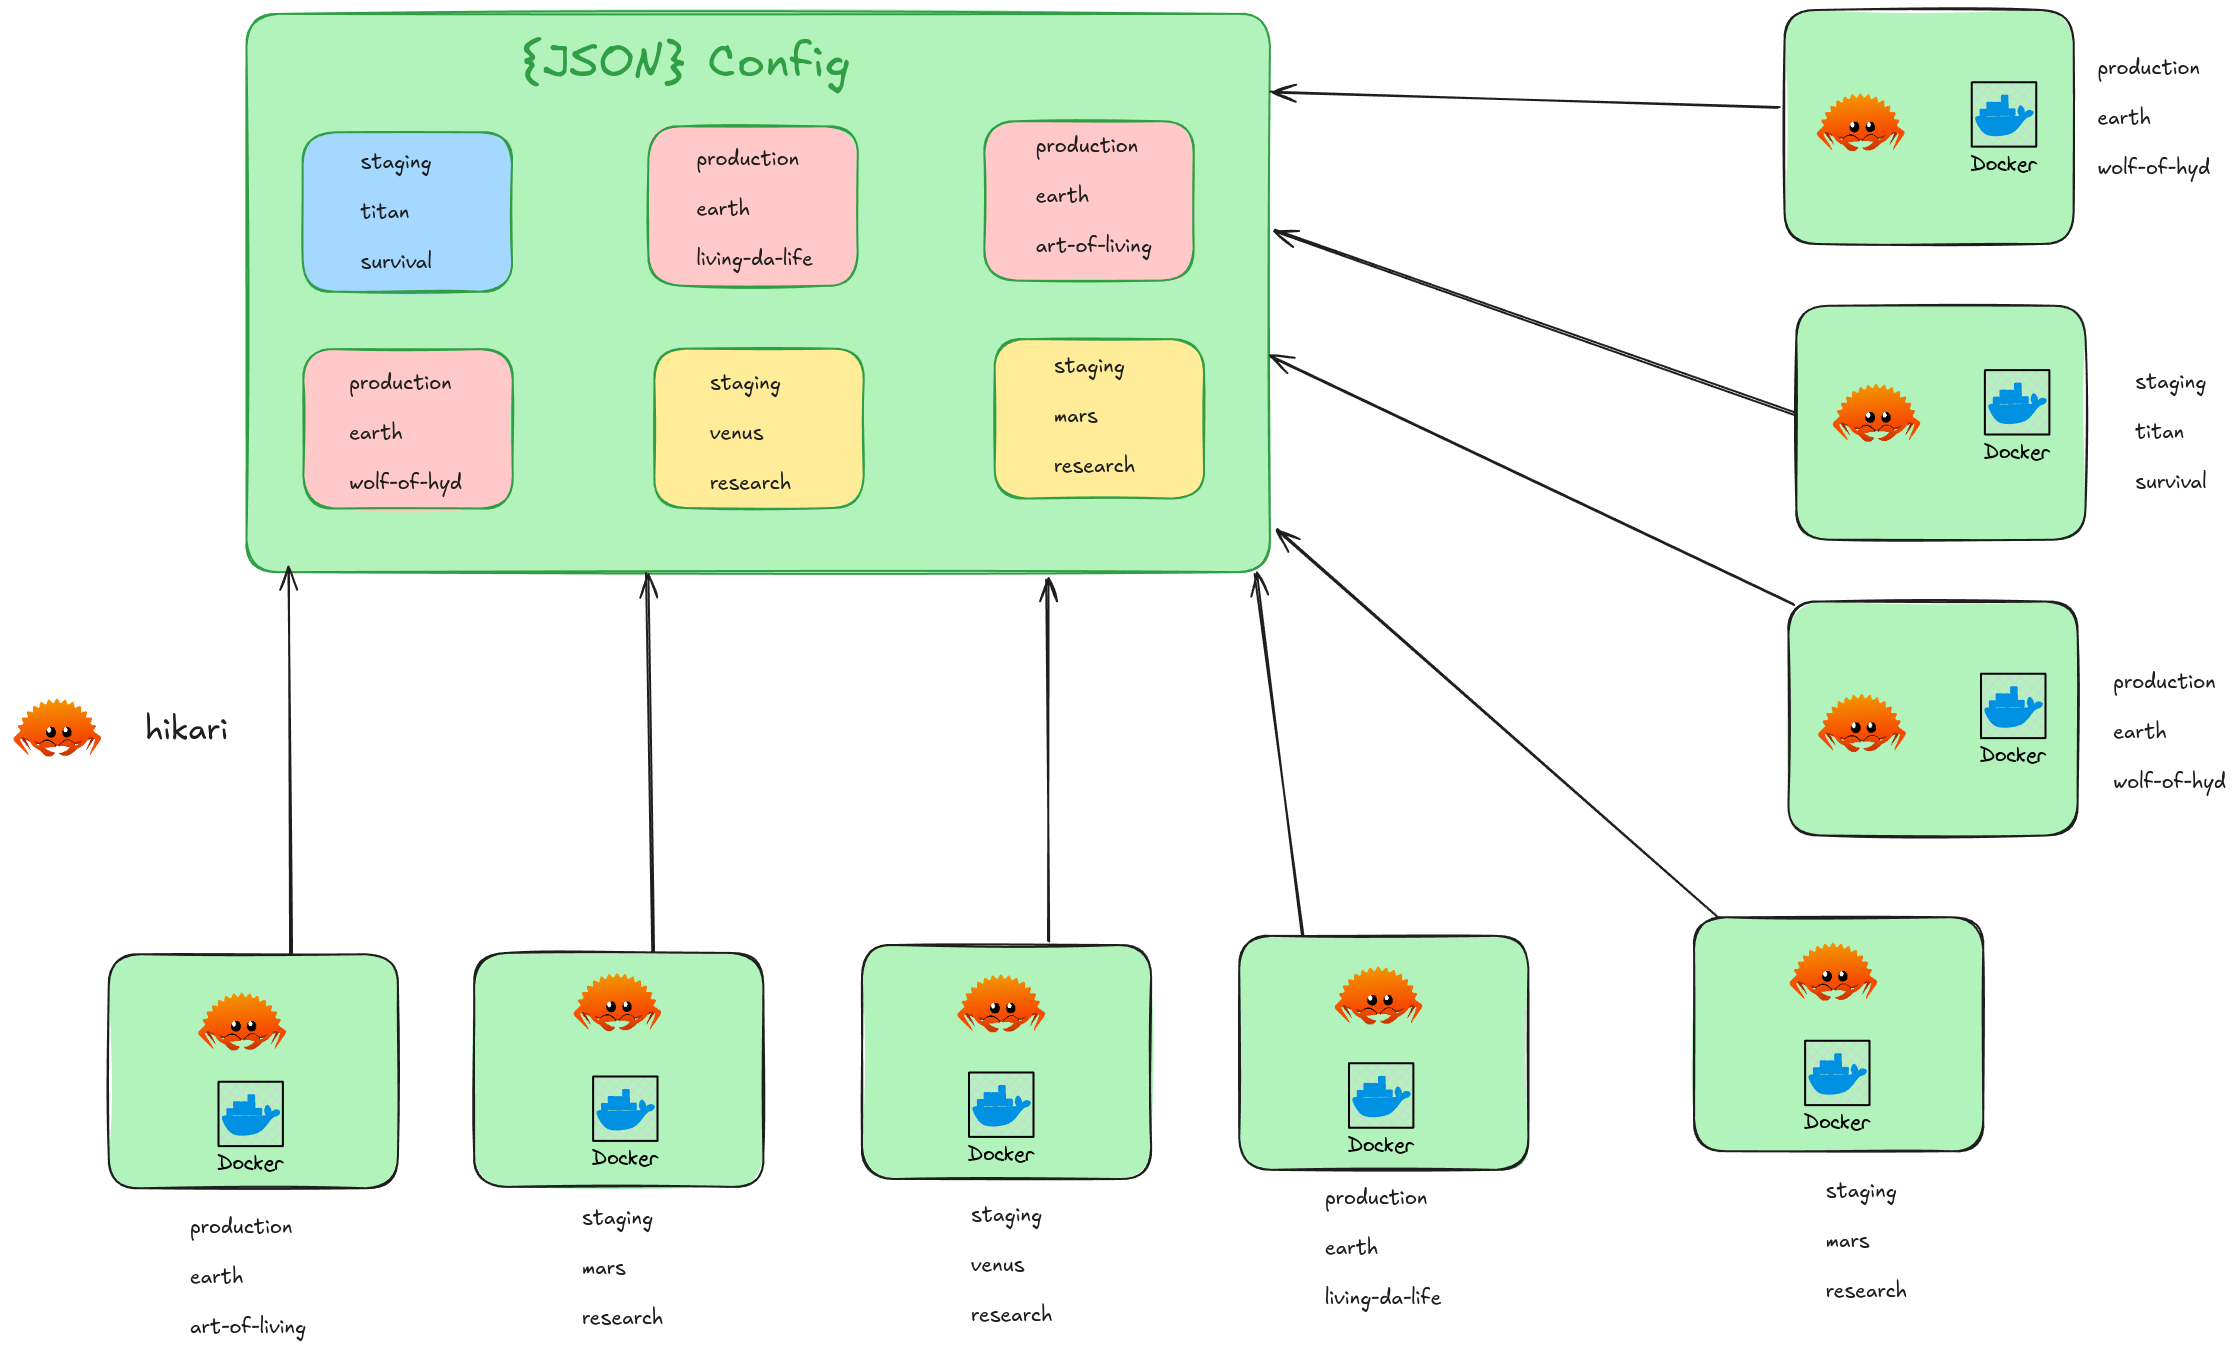 {JSON} Config
staging
titan
survival
production
earth
living-da-life
production
earth
art-of-living
production
earth
wolf-of-hyd
staging
venus
research
staging
mars
research
Docker
production
earth
wolf-of-hyd
Docker
staging
titan
survival
Docker
production
earth
wolf-of-hyd
hikari
Docker
production
earth
art-of-living
Docker
staging
mars
research
Docker
staging
venus
research
Docker
production
earth
living-da-life
Docker
staging
mars
research